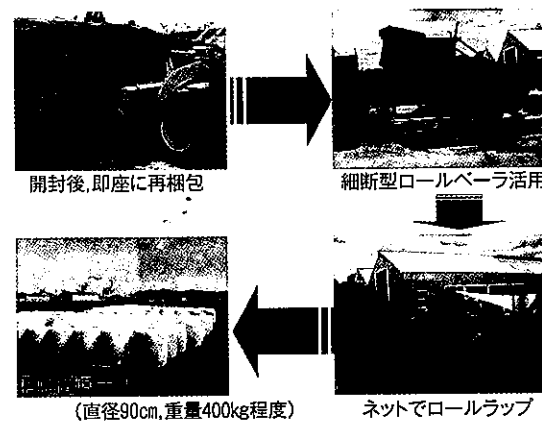 開封後,即座に再梱包
細断型ロールベーラ活用
ネットでロールラップ
(直径90cm,重量400kg程度)